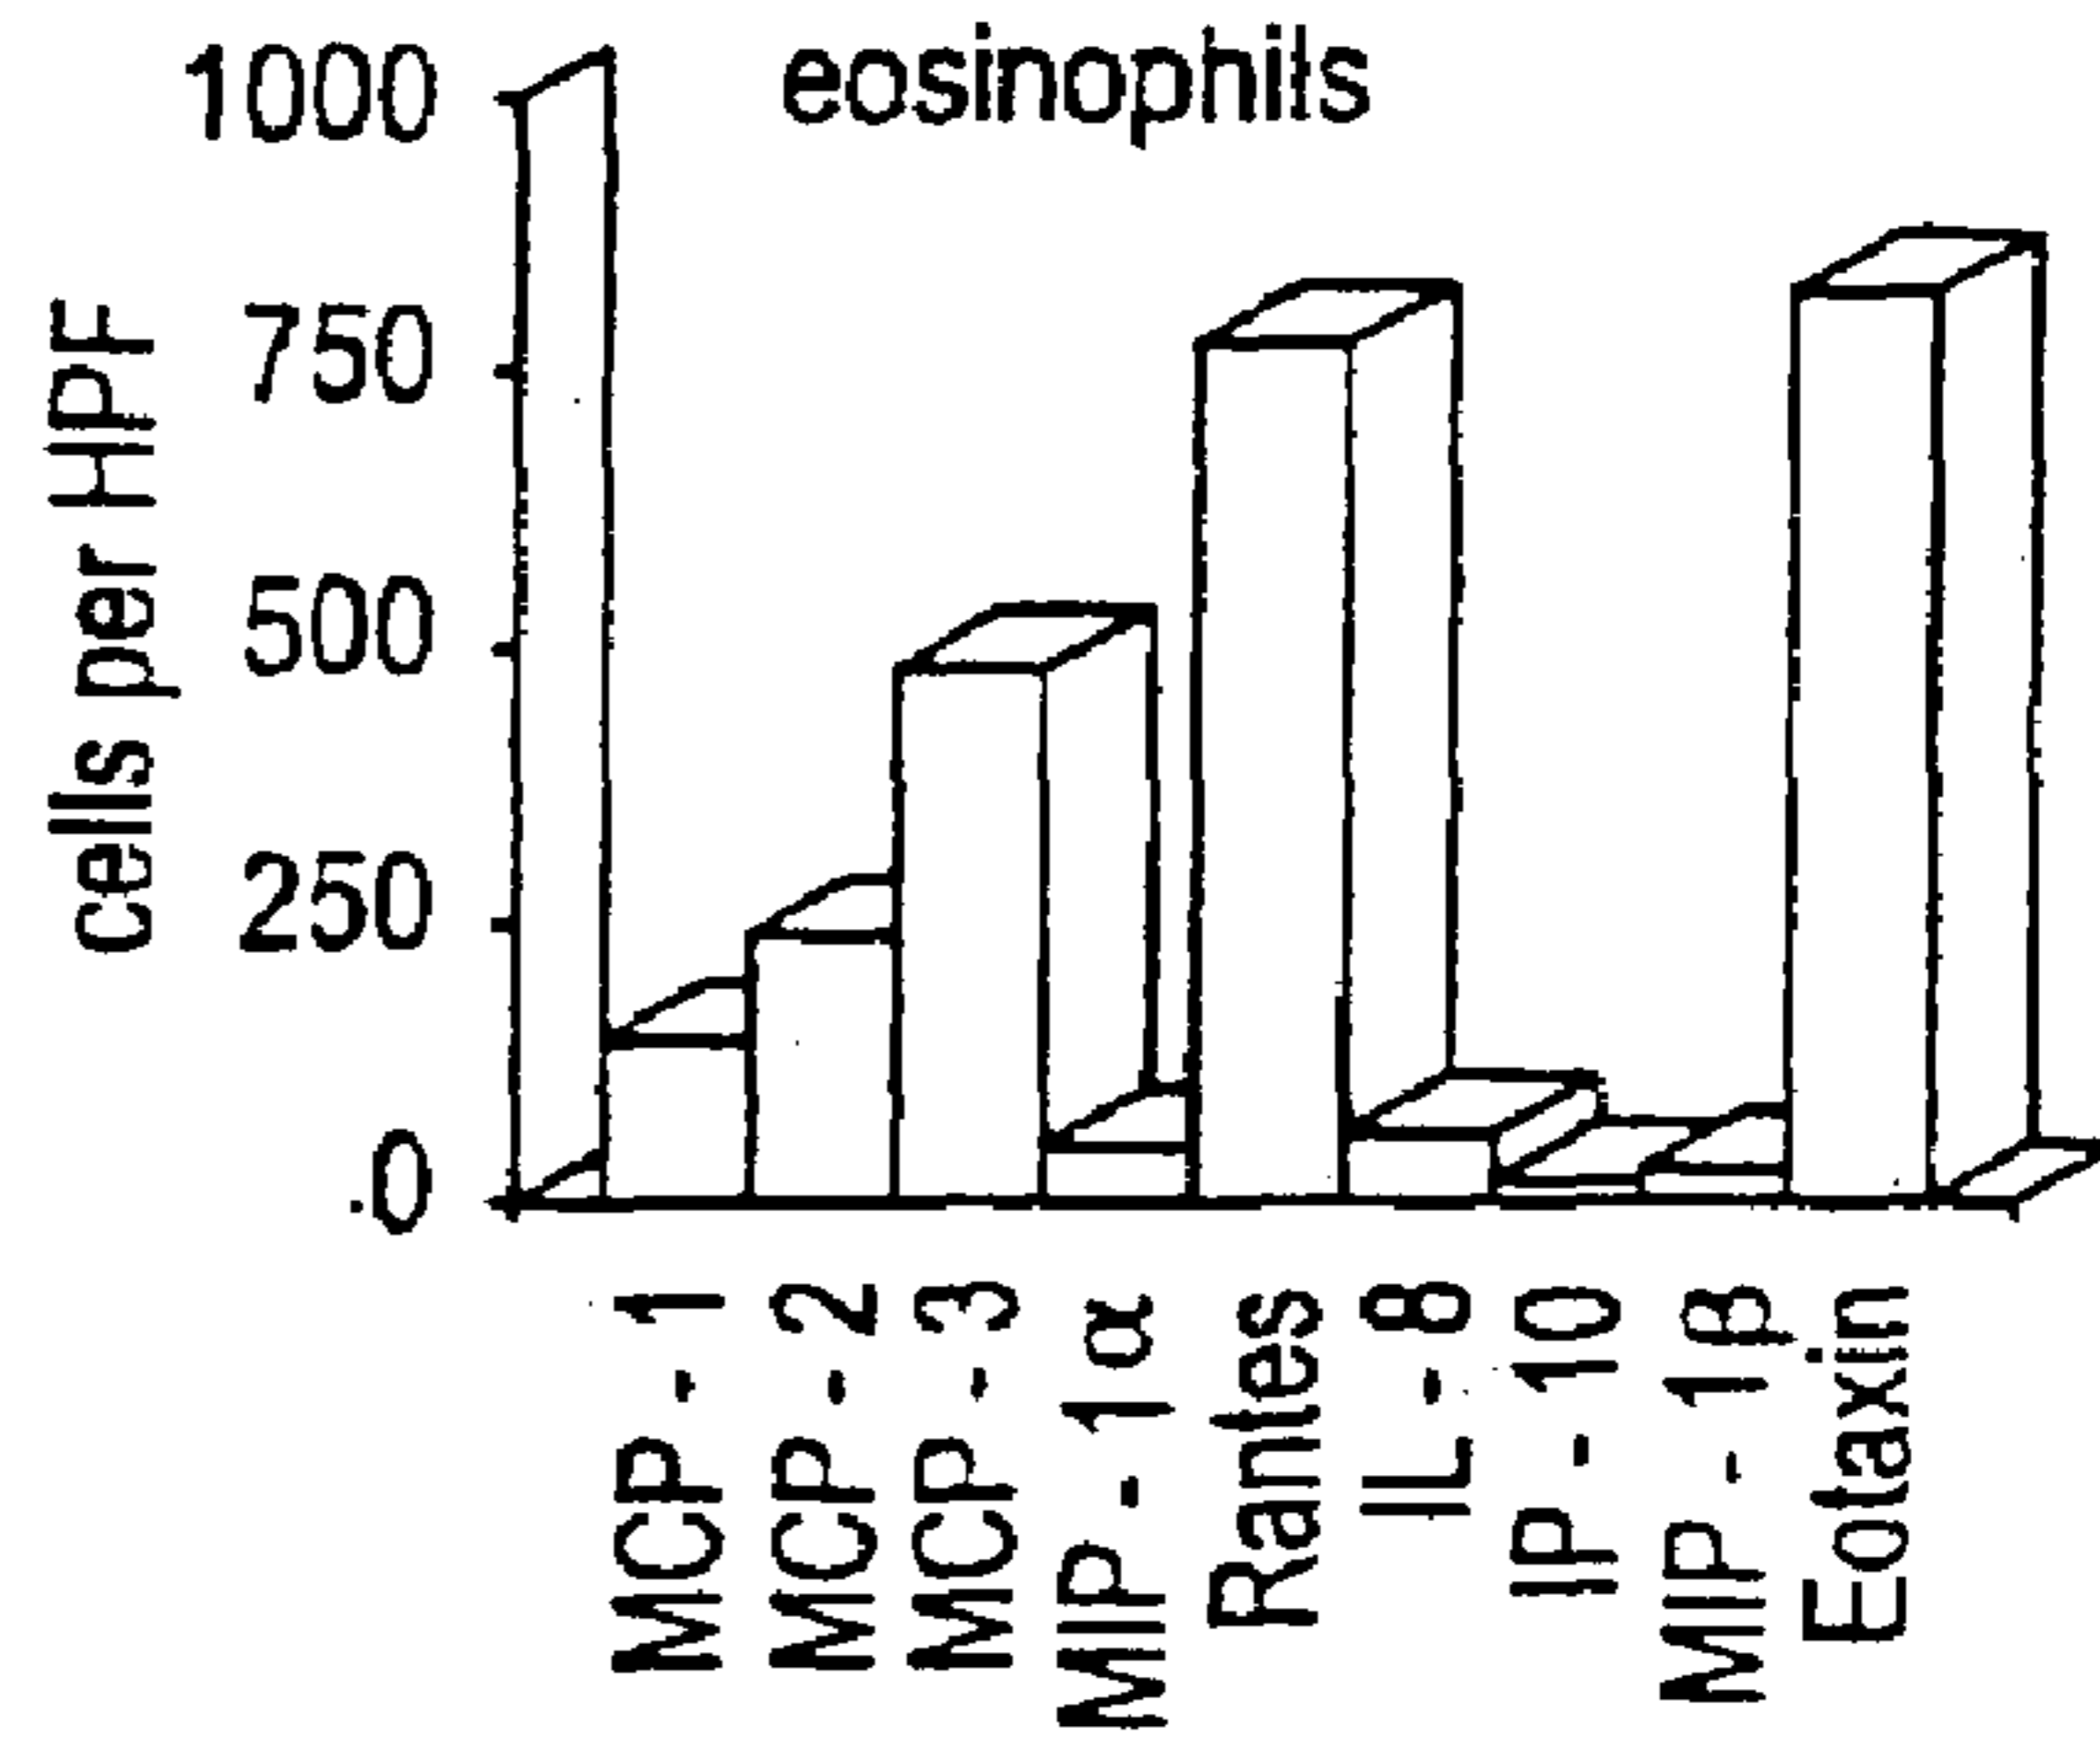 eosinophils
cells per HPF
1000
750
500
250
.0
MCP - 1
MCP - 2
MCP - 3
MIP - 1α
Rantes
IL - 8
IP - 10
MIP - 1β
Eotaxin